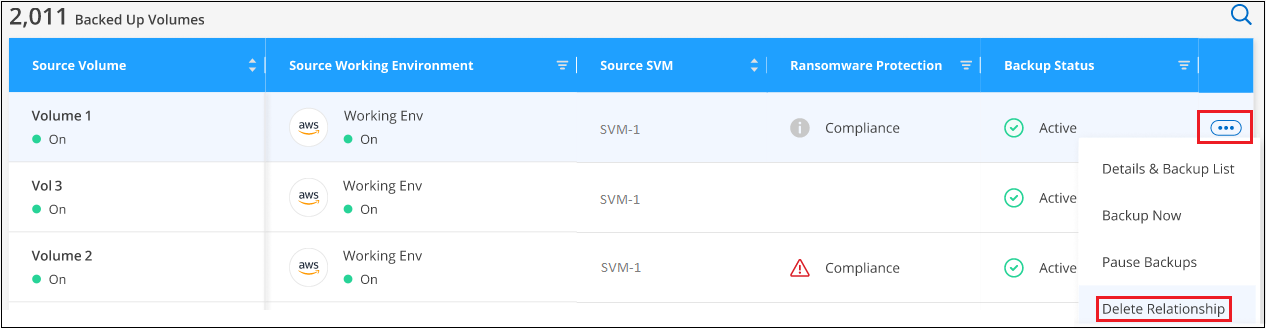 2,011 Backed Up Volumes
Source Volume Source Working Environment Source SVM Ransomware Protection Backup Status
Volume 1 aws Working Env SVM-1 i Compliance Active
On On
Details & Backup List
Vol 3 aws Working Env SVM-1 Active
On On
Backup Now
Volume 2 aws Working Env SVM-1 Compliance Active
On On
Pause Backups
Delete Relationship